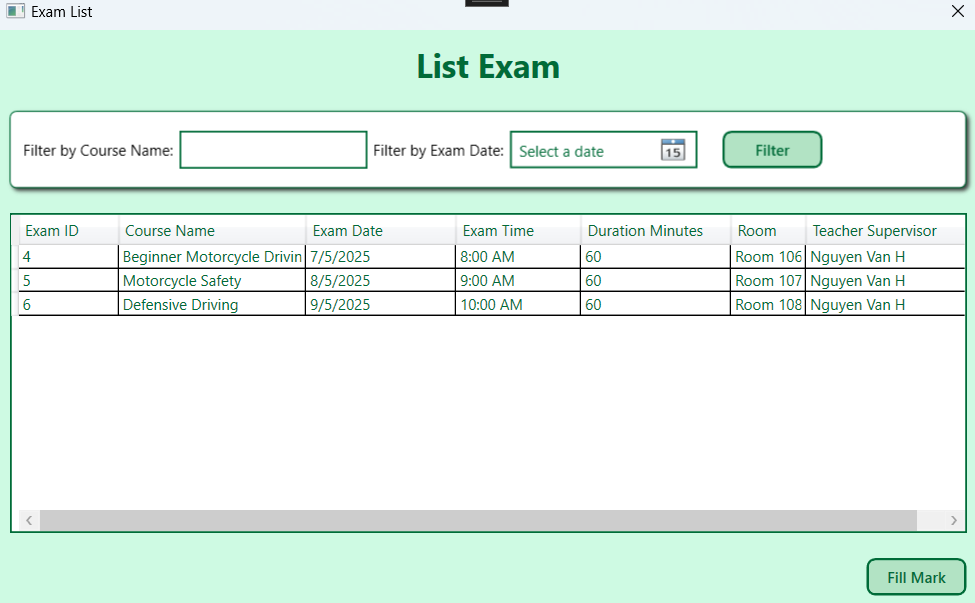 Exam List
List Exam
Filter by Course Name: Filter by Exam Date: Select a date 15 Filter
Exam ID Course Name Exam Date Exam Time Duration Minutes Room Teacher Supervisor
4 Beginner Motorcycle Drivin 7/5/2025 8:00 AM 60 Room 106 Nguyen Van H
5 Motorcycle Safety 8/5/2025 9:00 AM 60 Room 107 Nguyen Van H
6 Defensive Driving 9/5/2025 10:00 AM 60 Room 108 Nguyen Van H
Fill Mark